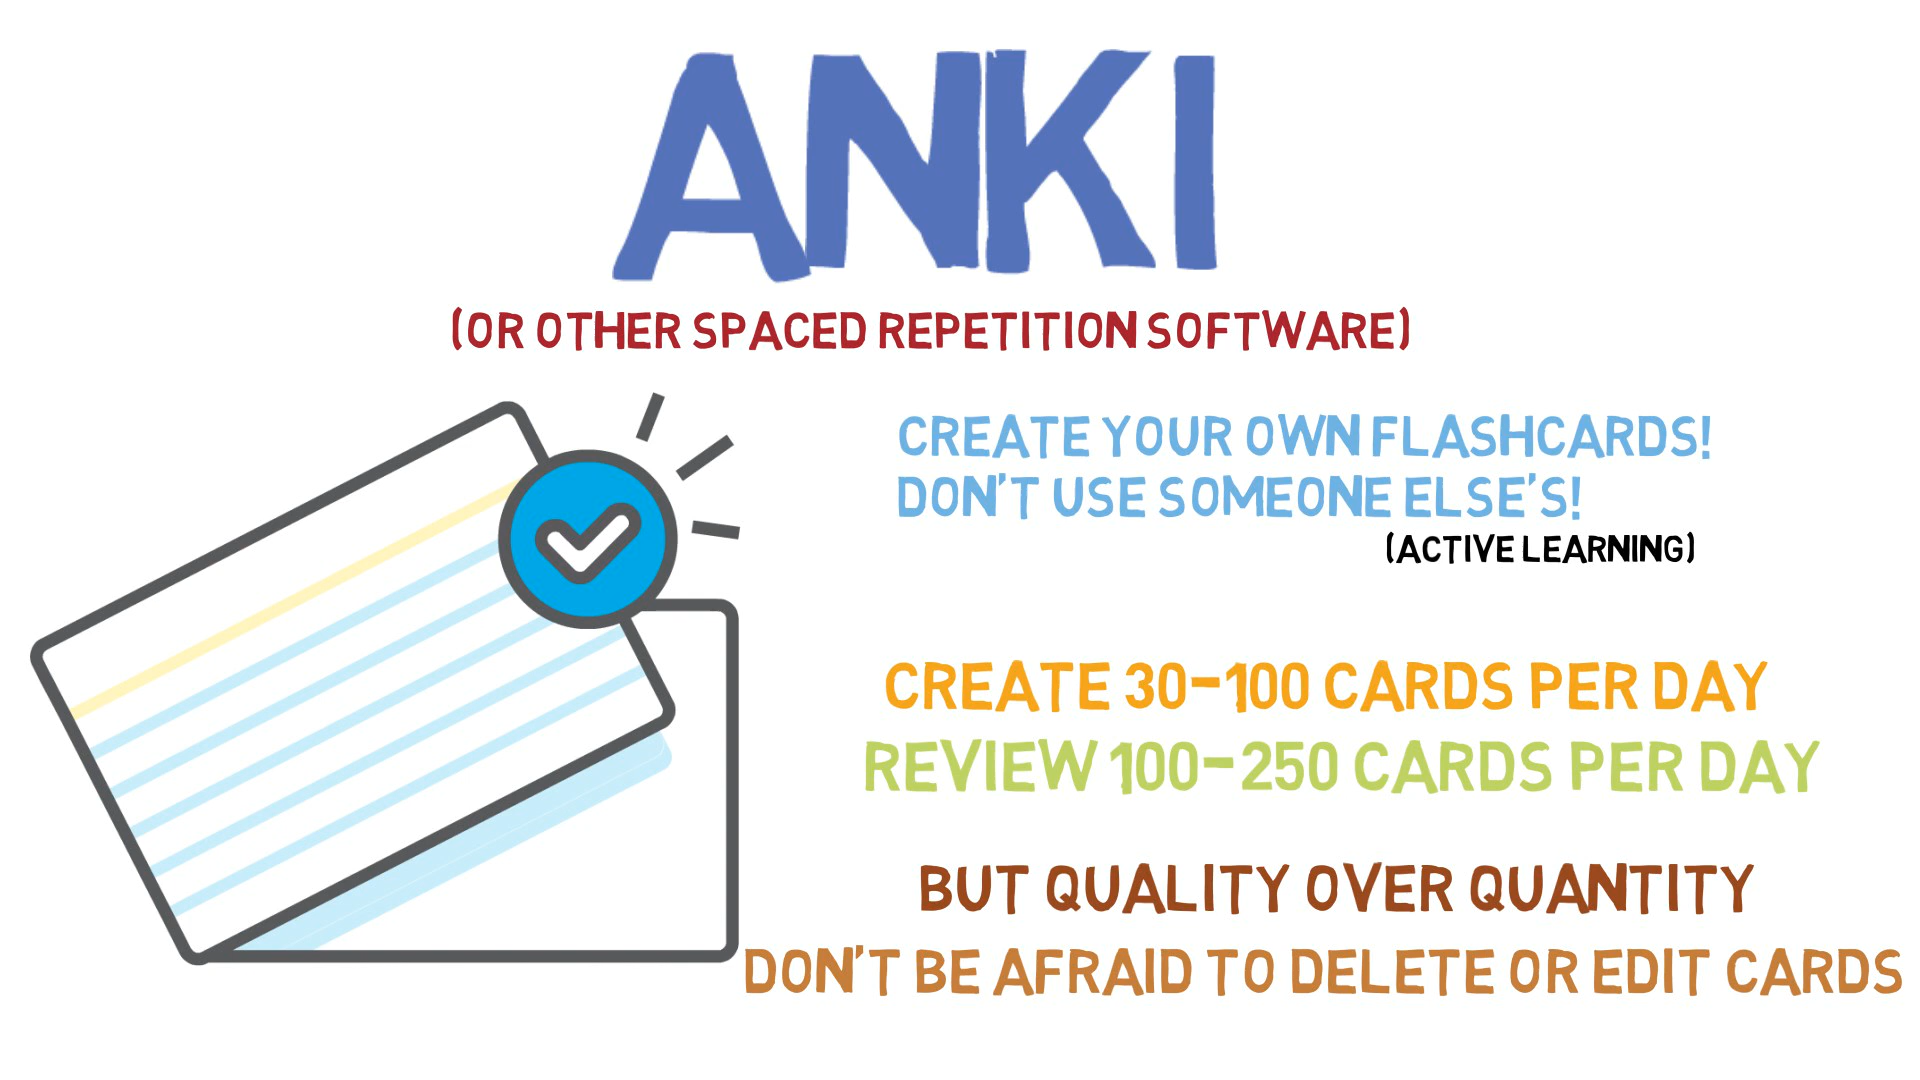 ANKI
(OR OTHER SPACED REPETITION SOFTWARE)
CREATE YOUR OWN FLASHCARDS!
DON'T USE SOMEONE ELSE'S!
(ACTIVE LEARNING)
CREATE 30-100 CARDS PER DAY
REVIEW 100-250 CARDS PER DAY
BUT QUALITY OVER QUANTITY
DON'T BE AFRAID TO DELETE OR EDIT CARDS